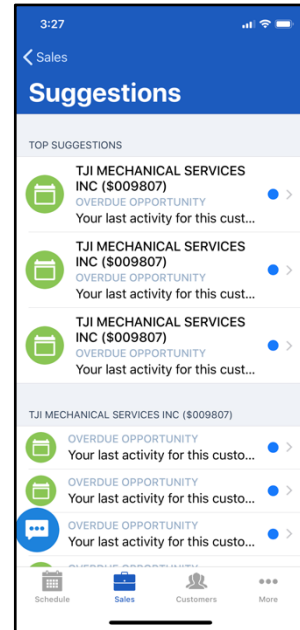 3:27
Sales
Suggestions
TOP SUGGESTIONS
TJI MECHANICAL SERVICES
INC ($009807)
OVERDUE OPPORTUNITY
Your last activity for this cust...
TJI MECHANICAL SERVICES
INC ($009807)
OVERDUE OPPORTUNITY
Your last activity for this cust...
TJI MECHANICAL SERVICES
INC ($009807)
OVERDUE OPPORTUNITY
Your last activity for this cust...
TJI MECHANICAL SERVICES INC ($009807)
OVERDUE OPPORTUNITY
Your last activity for this custo...
OVERDUE OPPORTUNITY
Your last activity for this custo...
OVERDUE OPPORTUNITY
Your last activity for this custo...
OVERDUE OPPORTUNITY
Schedule Sales Customers More